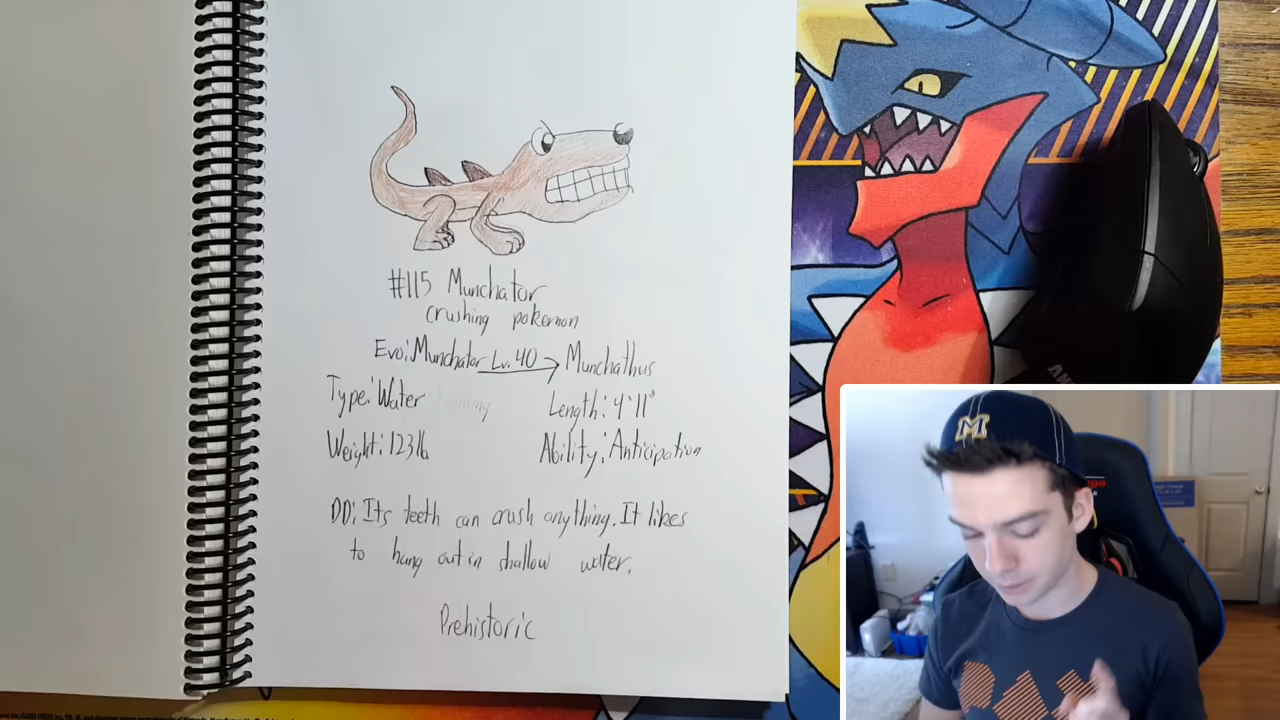 #115 Munchator
crushing pokemon
Evo: Munchator Lv. 40 → Munchathus
Type: Water
Length: 4'11"
Weight: 123lb
Ability: Anticipation
DD: Its teeth can crush anything. It likes
to hang out in shallow water.
Prehistoric
M